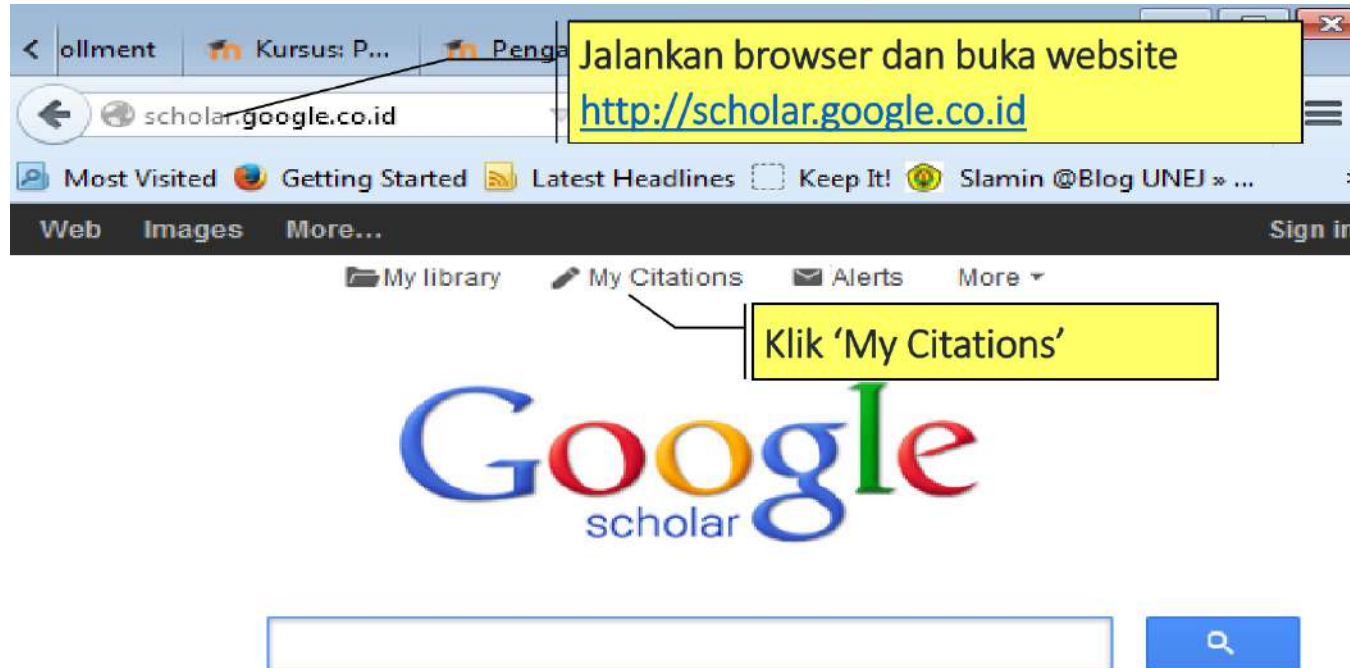 ollment Kursus: P... Penga
Jalankan browser dan buka website
http://scholar.google.co.id
scholar.google.co.id
Most Visited Getting Started Latest Headlines Keep It! Slamin @Blog UNEJ » ...
Web Images More... Sign in
My library My Citations Alerts More
Klik ‘My Citations’
Google
scholar